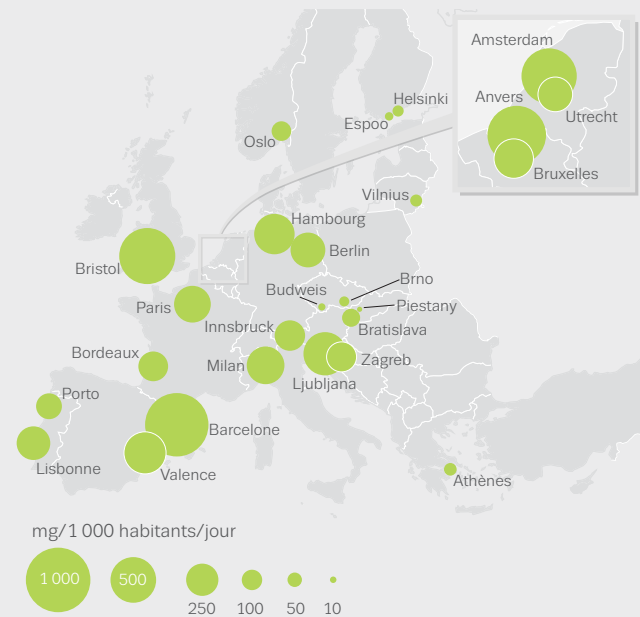 Amsterdam
Anvers
Utrecht
Bruxelles
Helsinki
Espoo
Oslo
Vilnius
Hambourg
Berlin
Bristol
Brno
Budweis
Piestany
Paris
Innsbruck
Bratislava
Bordeaux
Milan
Zagreb
Ljubljana
Porto
Barcelone
Lisbonne
Valence
Athènes
mg/1 000 habitants/jour
1 000
500
250
100
50
10